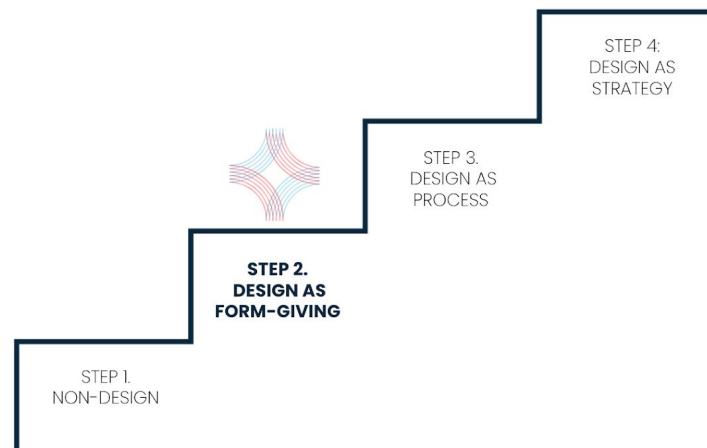 STEP 4:
DESIGN AS
STRATEGY
STEP 3.
DESIGN AS
PROCESS
STEP 2.
DESIGN AS
FORM-GIVING
STEP 1.
NON-DESIGN